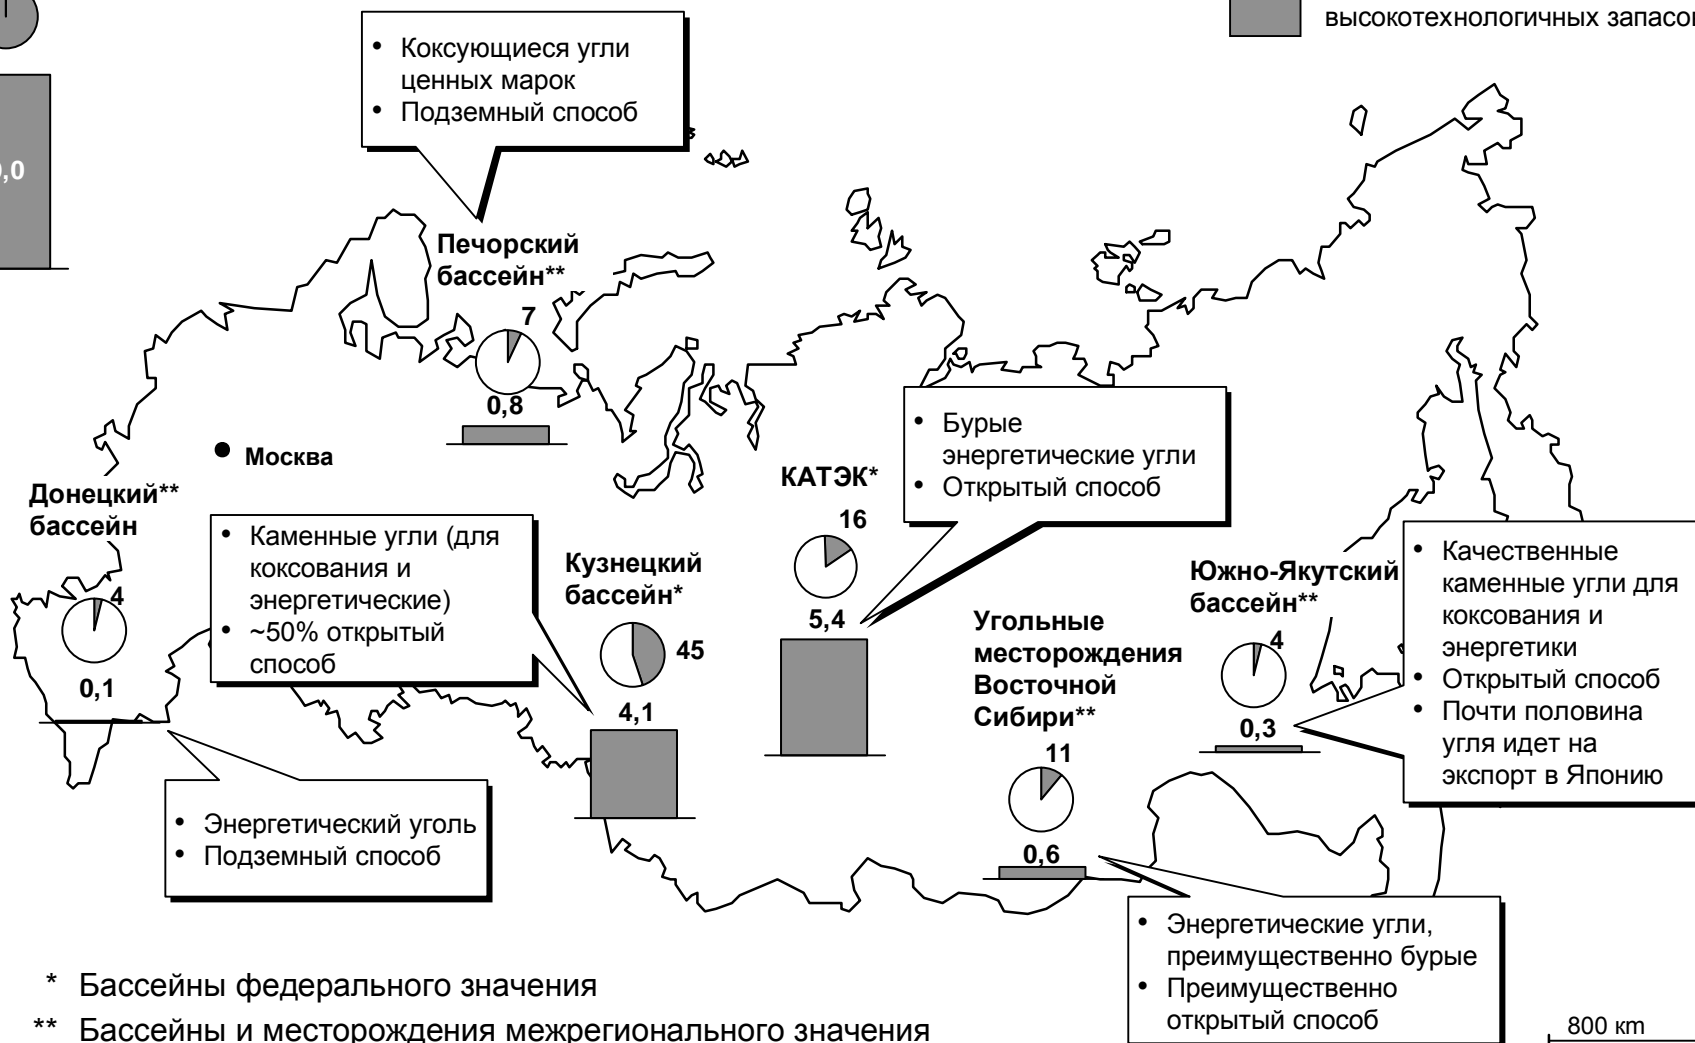 высокотехнологичных запасов
• Коксующиеся угли
ценных марок
• Подземный способ
Печорский
бассейн**
7
0,8
Москва
Донецкий**
бассейн
4
0,1
• Каменные угли (для
коксования и
энергетические)
• ~50% открытый
способ
Кузнецкий
бассейн*
45
4,1
КАТЭК*
16
5,4
• Бурые
энергетические угли
• Открытый способ
Угольные
месторождения
Восточной
Сибири**
11
0,6
Южно-Якутский
бассейн**
4
0,3
• Качественные
каменные угли для
коксования и
энергетики
• Открытый способ
• Почти половина
угля идет на
экспорт в Японию
• Энергетический уголь
• Подземный способ
• Энергетические угли,
преимущественно бурые
• Преимущественно
открытый способ
* Бассейны федерального значения
** Бассейны и месторождения межрегионального значения
800 km